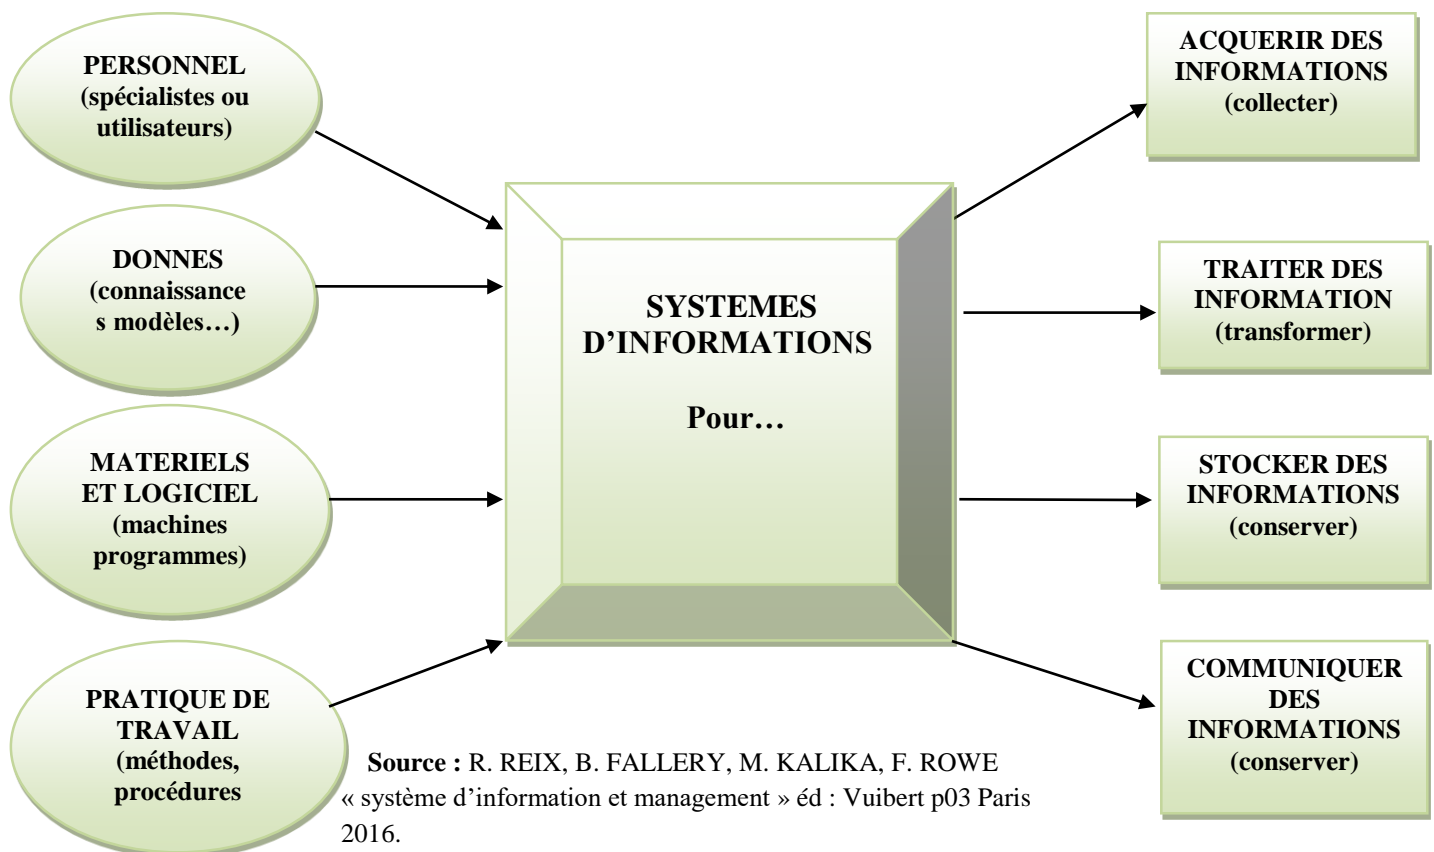 PERSONNEL
(spécialistes ou
utilisateurs)
DONNES
(connaissance
s modèles…)
MATERIELS
ET LOGICIEL
(machines
programmes)
PRATIQUE DE
TRAVAIL
(méthodes,
procédures
SYSTEMES
D’INFORMATIONS
Pour…
ACQUERIR DES
INFORMATIONS
(collecter)
TRAITER DES
INFORMATION
(transformer)
STOCKER DES
INFORMATIONS
(conserver)
COMMUNIQUER
DES
INFORMATIONS
(conserver)
Source : R. REIX, B. FALLERY, M. KALIKA, F. ROWE
« système d’information et management » éd : Vuibert p03 Paris
2016.